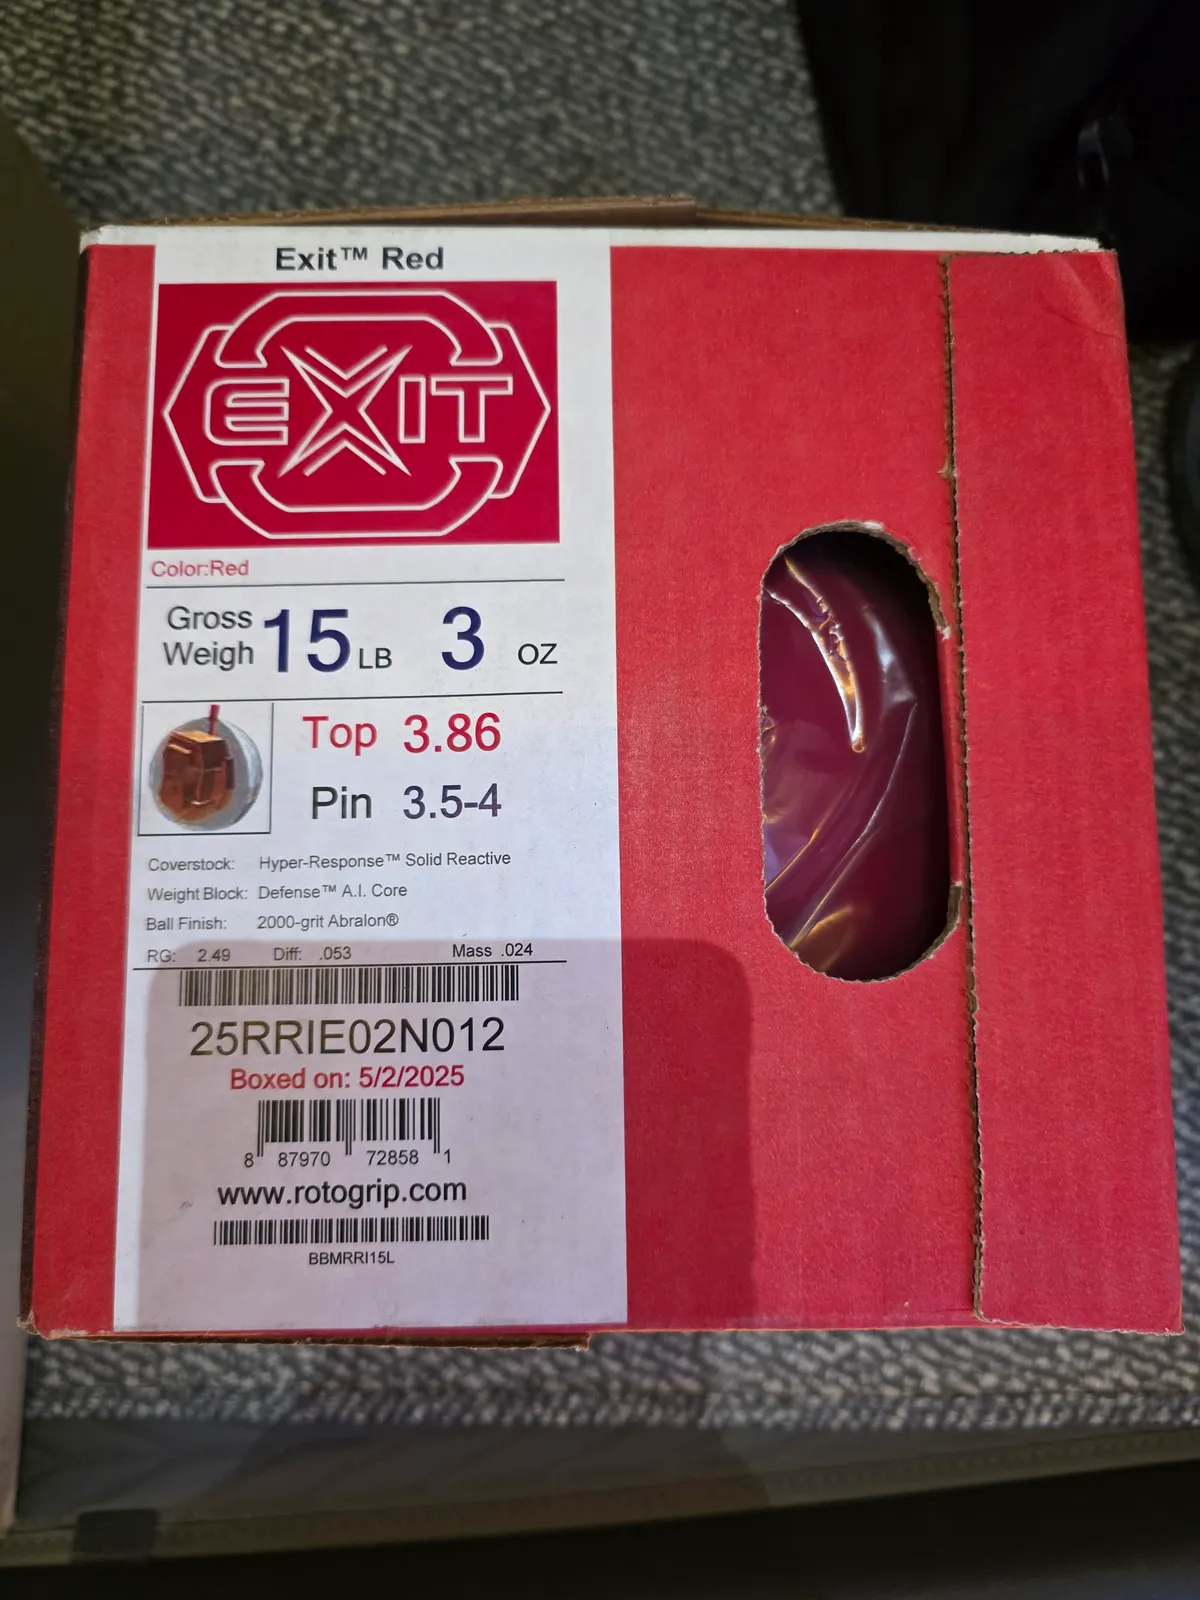 Exit™ Red
EXIT
Color:Red
Gross Weigh 15 LB 3 OZ
Top 3.86
Pin 3.5-4
Coverstock: Hyper-Response™ Solid Reactive
Weight Block: Defense™ A.I. Core
Ball Finish: 2000-grit Abralon®
RG: 2.49 Diff: .053 Mass .024
25RRIE02N012
Boxed on: 5/2/2025
8 87970 72858 1
www.rotogrip.com
BBMRRI15L